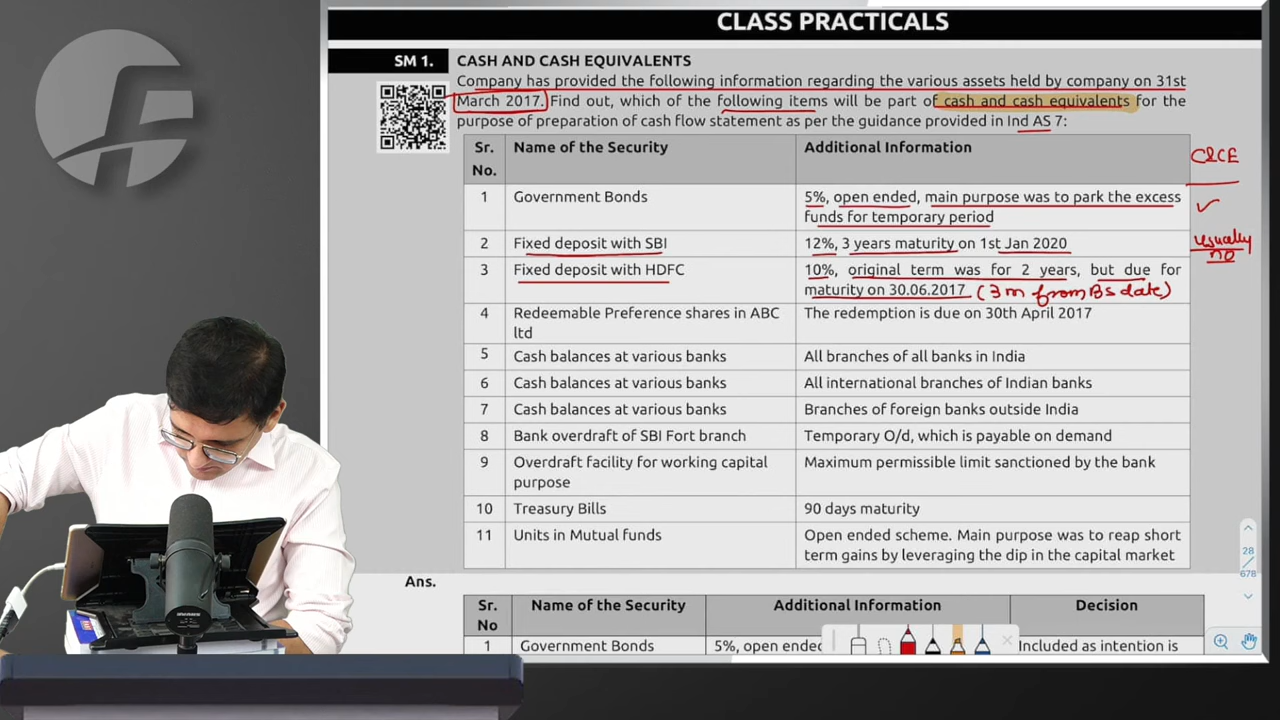 CLASS PRACTICALS
SM 1. CASH AND CASH EQUIVALENTS
Company has provided the following information regarding the various assets held by company on 31st
March 2017. Find out, which of the following items will be part of cash and cash equivalents for the
purpose of preparation of cash flow statement as per the guidance provided in Ind AS 7:
Sr. No. Name of the Security Additional Information
C&CE
1 Government Bonds 5%, open ended, main purpose was to park the excess
funds for temporary period
2 Fixed deposit with SBI 12%, 3 years maturity on 1st Jan 2020
usually
no
3 Fixed deposit with HDFC 10%, original term was for 2 years, but due for
maturity on 30.06.2017 (3m from BS date)
4 Redeemable Preference shares in ABC The redemption is due on 30th April 2017
ltd
5 Cash balances at various banks All branches of all banks in India
6 Cash balances at various banks All international branches of Indian banks
7 Cash balances at various banks Branches of foreign banks outside India
8 Bank overdraft of SBI Fort branch Temporary O/d, which is payable on demand
9 Overdraft facility for working capital Maximum permissible limit sanctioned by the bank
purpose
10 Treasury Bills 90 days maturity
11 Units in Mutual funds Open ended scheme. Main purpose was to reap short
term gains by leveraging the dip in the capital market
Ans.
Sr. Name of the Security Additional Information Decision
No
1 Government Bonds 5%, open ended Included as intention is
28
/
678